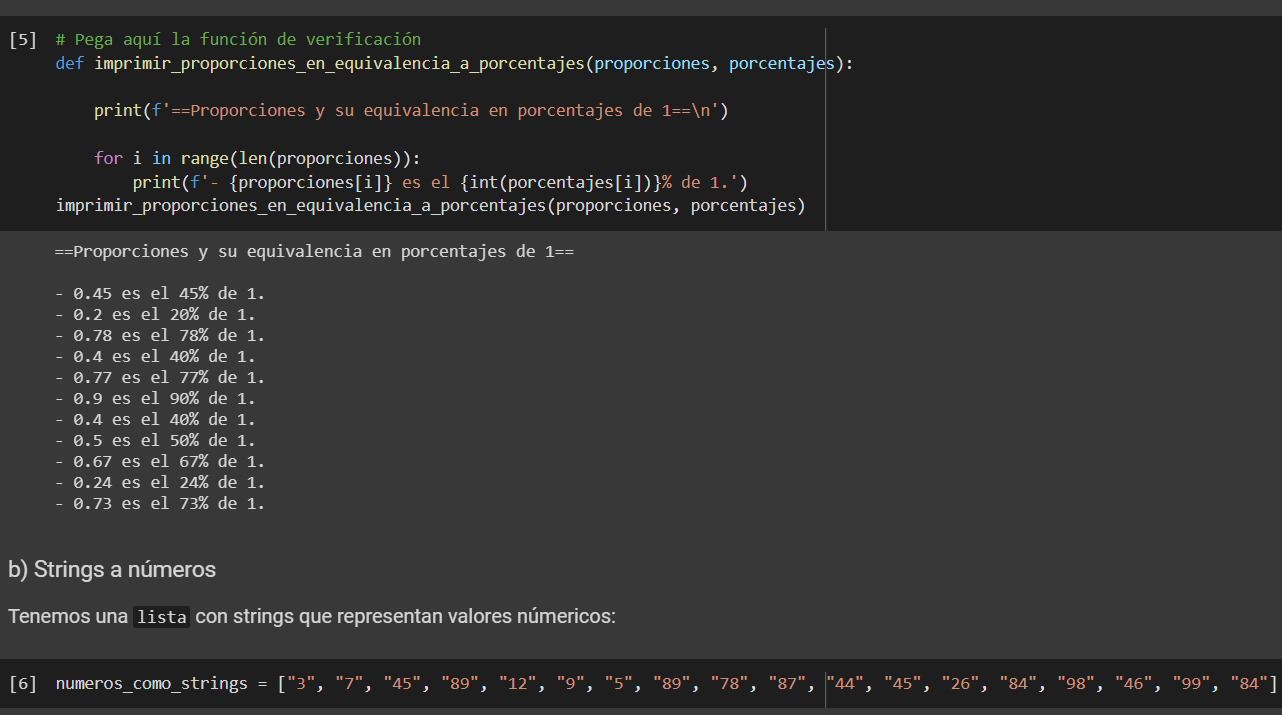 [5] # Pega aquí la función de verificación
def imprimir_proporciones_en_equivalencia_a_porcentajes(proporciones, porcentajes):
print(f'==Proporciones y su equivalencia en porcentajes de 1==\n')
for i in range(len(proporciones)):
print(f'- {proporciones[i]} es el {int(porcentajes[i])}% de 1.')
imprimir_proporciones_en_equivalencia_a_porcentajes(proporciones, porcentajes)
==Proporciones y su equivalencia en porcentajes de 1==
- 0.45 es el 45% de 1.
- 0.2 es el 20% de 1.
- 0.78 es el 78% de 1.
- 0.4 es el 40% de 1.
- 0.77 es el 77% de 1.
- 0.9 es el 90% de 1.
- 0.4 es el 40% de 1.
- 0.5 es el 50% de 1.
- 0.67 es el 67% de 1.
- 0.24 es el 24% de 1.
- 0.73 es el 73% de 1.
b) Strings a números
Tenemos una lista con strings que representan valores númericos:
[6] numeros_como_strings = ["3", "7", "45", "89", "12", "9", "5", "89", "78", "87", "44", "45", "26", "84", "98", "46", "99", "84"]